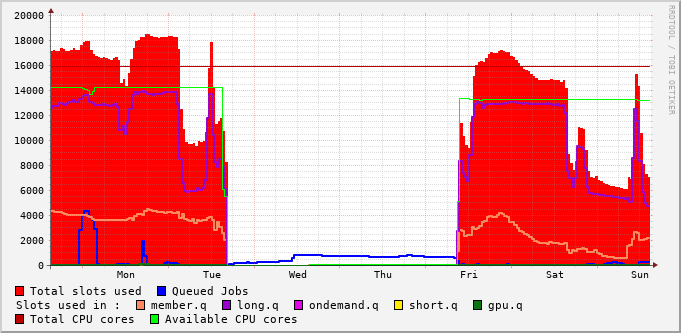 20000
18000
16000
14000
12000
10000
8000
6000
4000
2000
0
Mon Tue Wed Thu Fri Sat Sun
RRDTOOL / TOBI OETIKER
Total slots used Queued Jobs
Slots used in : member.q long.q ondemand.q short.q gpu.q
Total CPU cores Available CPU cores